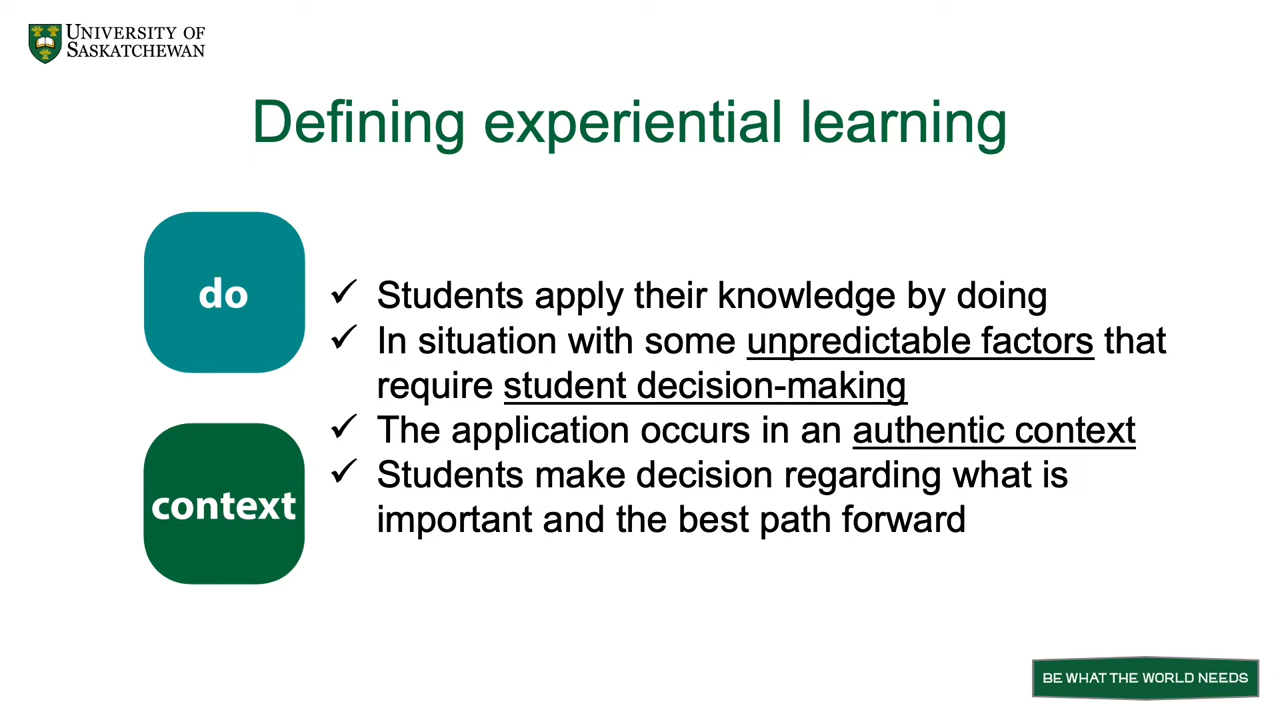 UNIVERSITY OF
SASKATCHEWAN
Defining experiential learning
do
✓ Students apply their knowledge by doing
✓ In situation with some unpredictable factors that
require student decision-making
✓ The application occurs in an authentic context
✓ Students make decision regarding what is
important and the best path forward
context
BE WHAT THE WORLD NEEDS